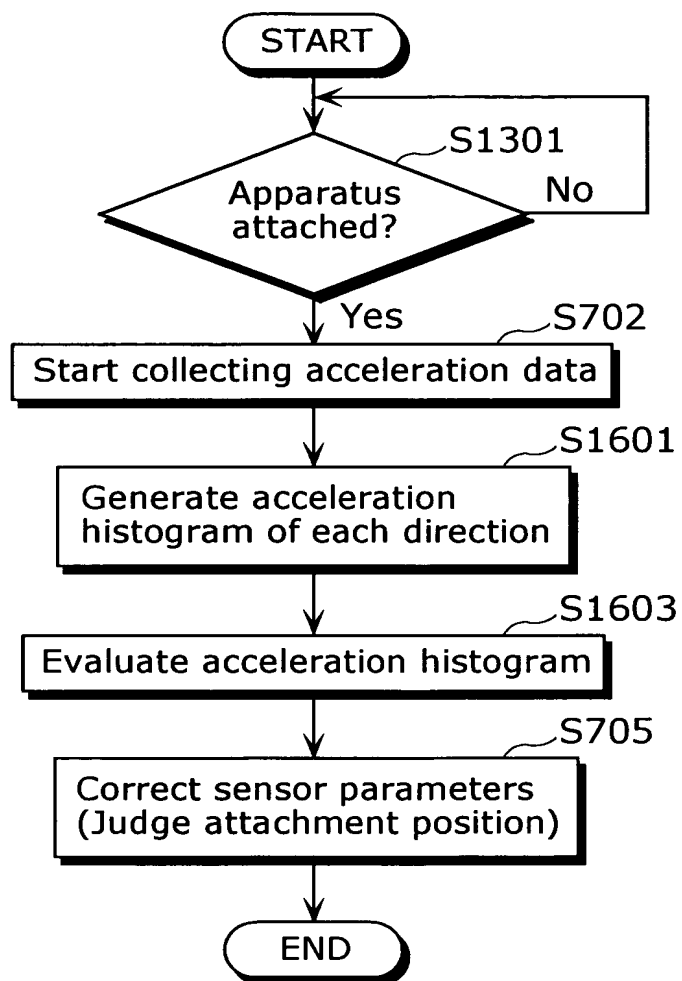 START
S1301
Apparatus
attached?
No
Yes
S702
Start collecting acceleration data
S1601
Generate acceleration
histogram of each direction
S1603
Evaluate acceleration histogram
S705
Correct sensor parameters
(Judge attachment position)
END